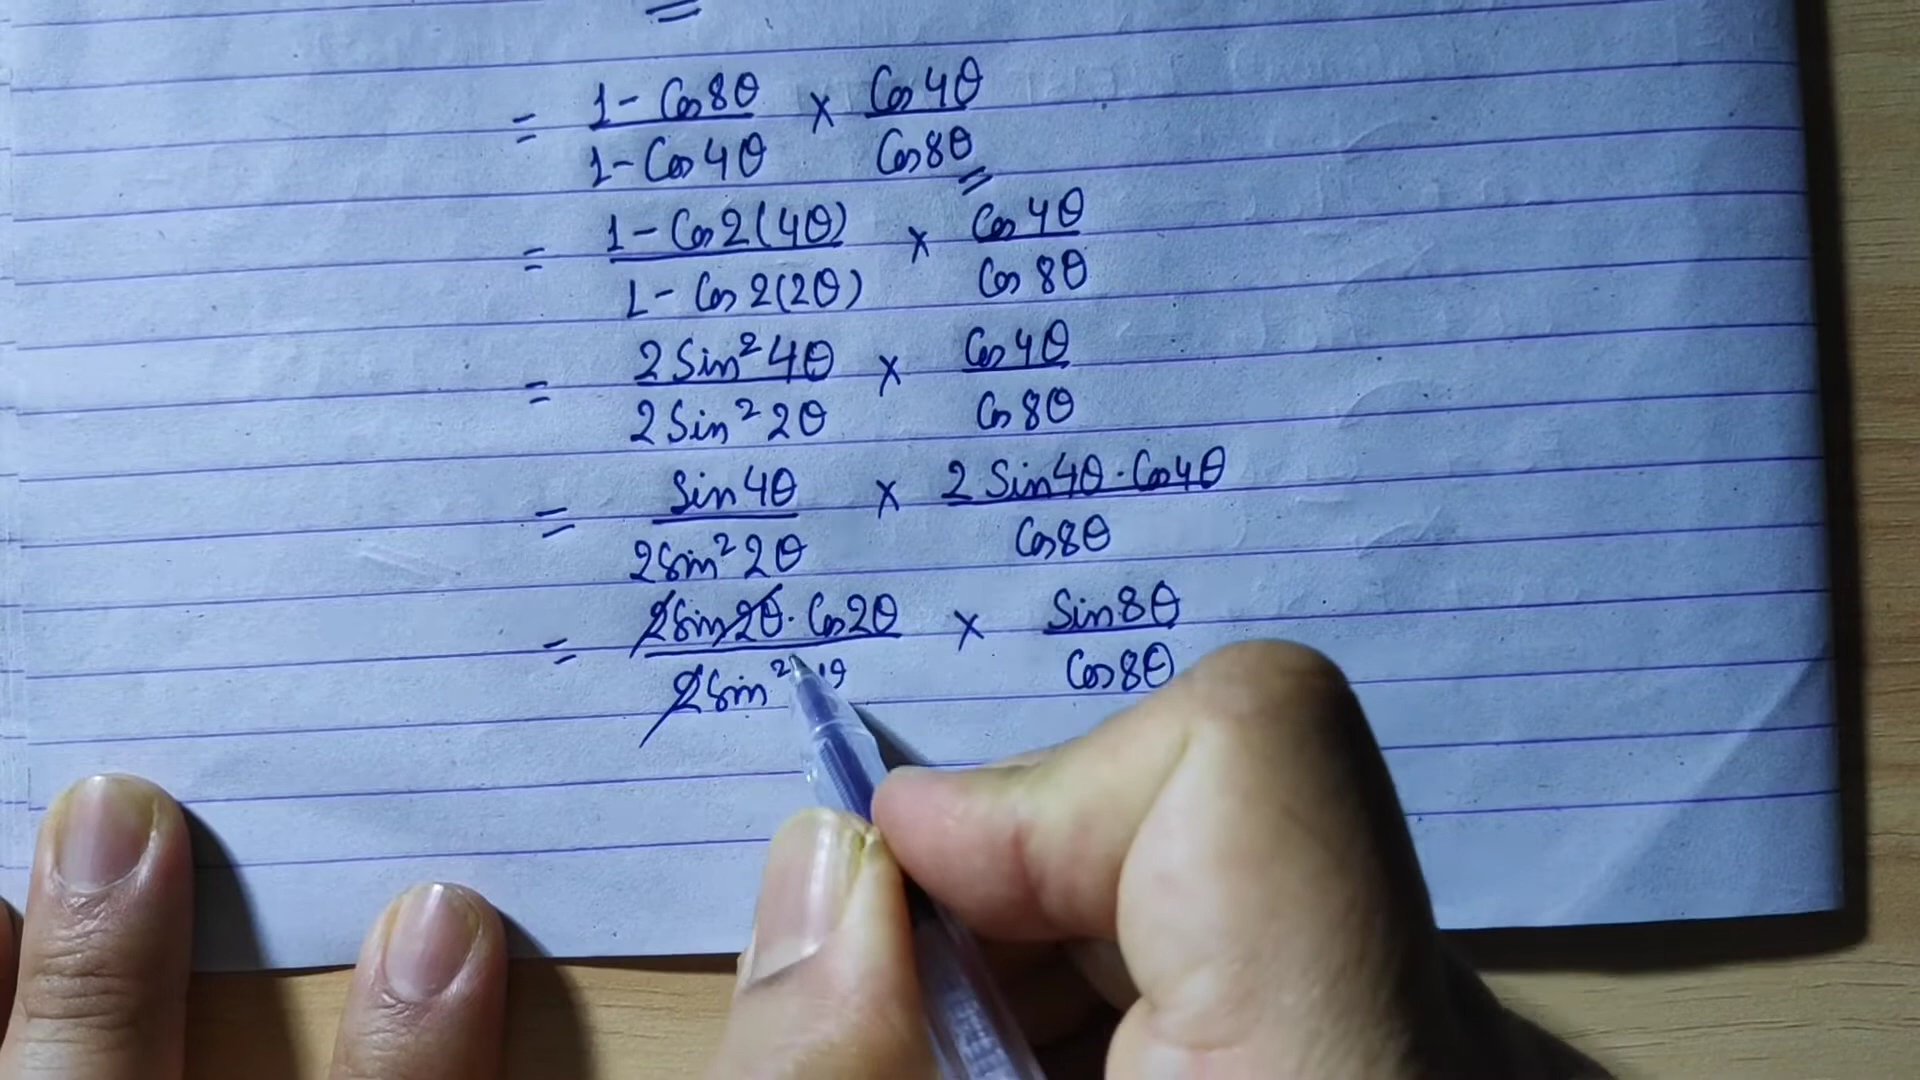 = 1-Cos8θ / 1-Cos4θ × Cos4θ / Cos8θ
= 1-Cos2(4θ) / 1-Cos2(2θ) × Cos4θ / Cos8θ
= 2Sin²4θ / 2Sin²2θ × Cos4θ / Cos8θ
= Sin4θ / 2Sin²2θ × 2Sin4θ·Cos4θ / Cos8θ
= 2Sin2θ·Cos2θ / 2Sin² θ × Sin8θ / Cos8θ